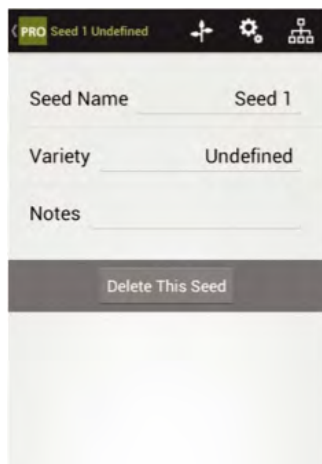 PRO Seed 1 Undefined
Seed Name Seed 1
Variety Undefined
Notes
Delete This Seed